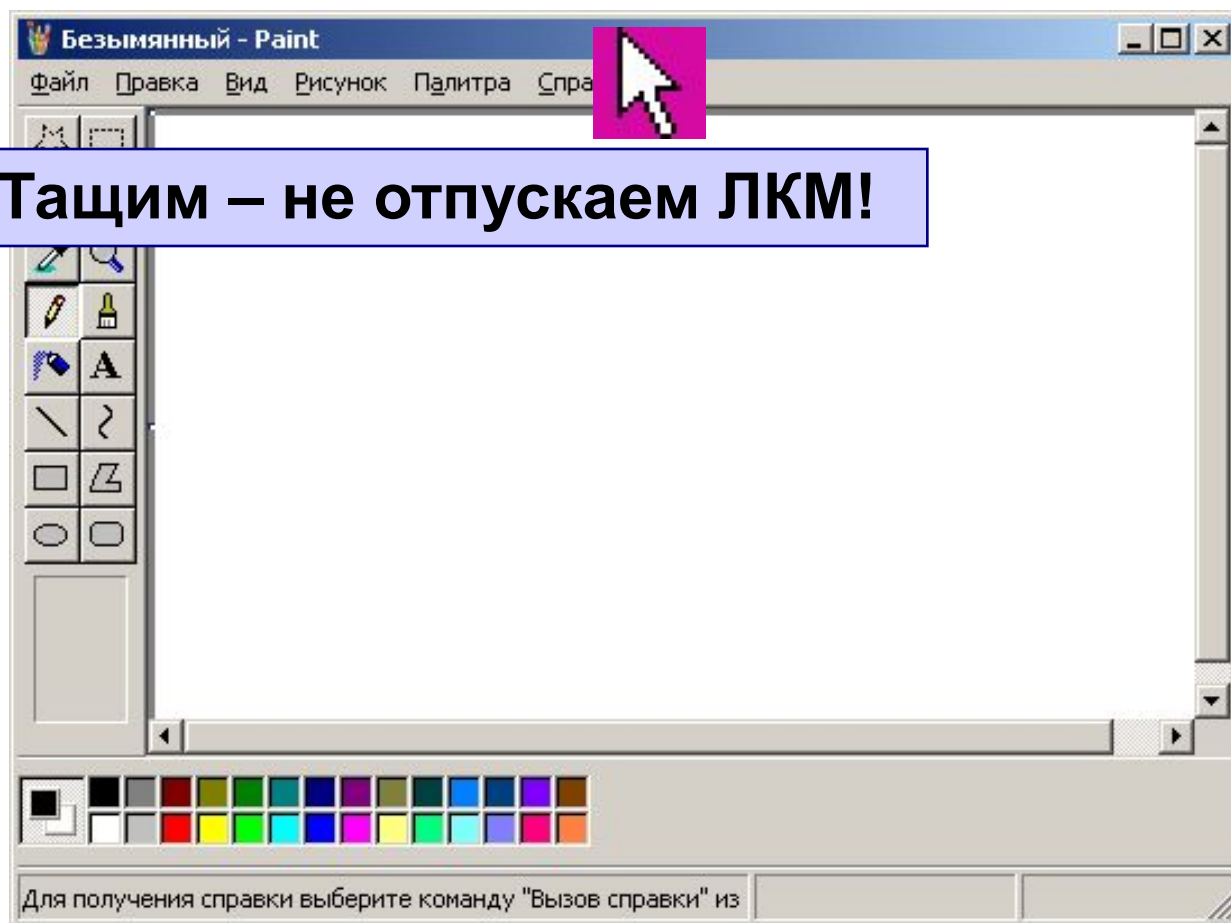 Безымянный - Paint
Файл Правка Вид Рисунок Палитра
Тащим – не отпускаем ЛКМ!
A
Для получения справки выберите команду "Вызов справки" из